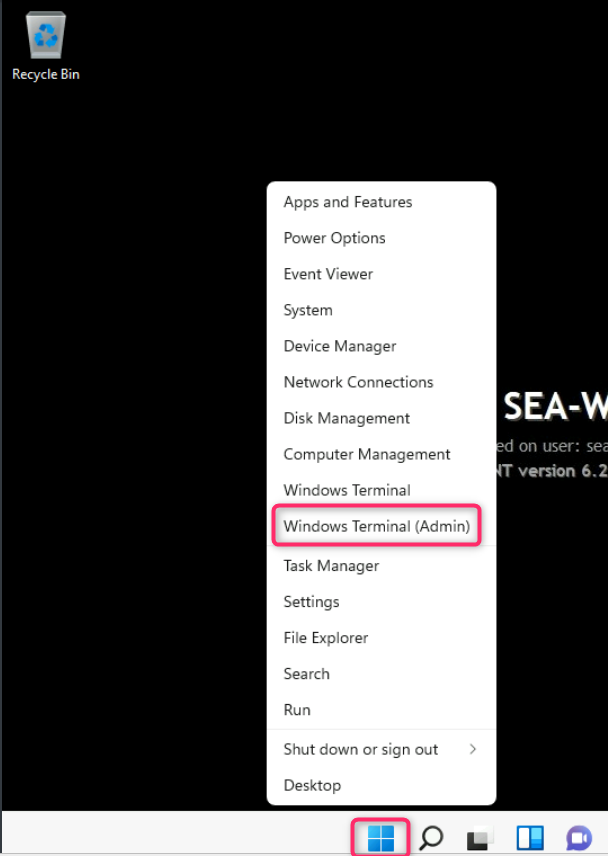 Recycle Bin
Apps and Features
Power Options
Event Viewer
System
Device Manager
Network Connections
Disk Management
Computer Management
Windows Terminal
Windows Terminal (Admin)
Task Manager
Settings
File Explorer
Search
Run
Shut down or sign out
Desktop
SEA-W
ed on user: sea
NT version 6.2